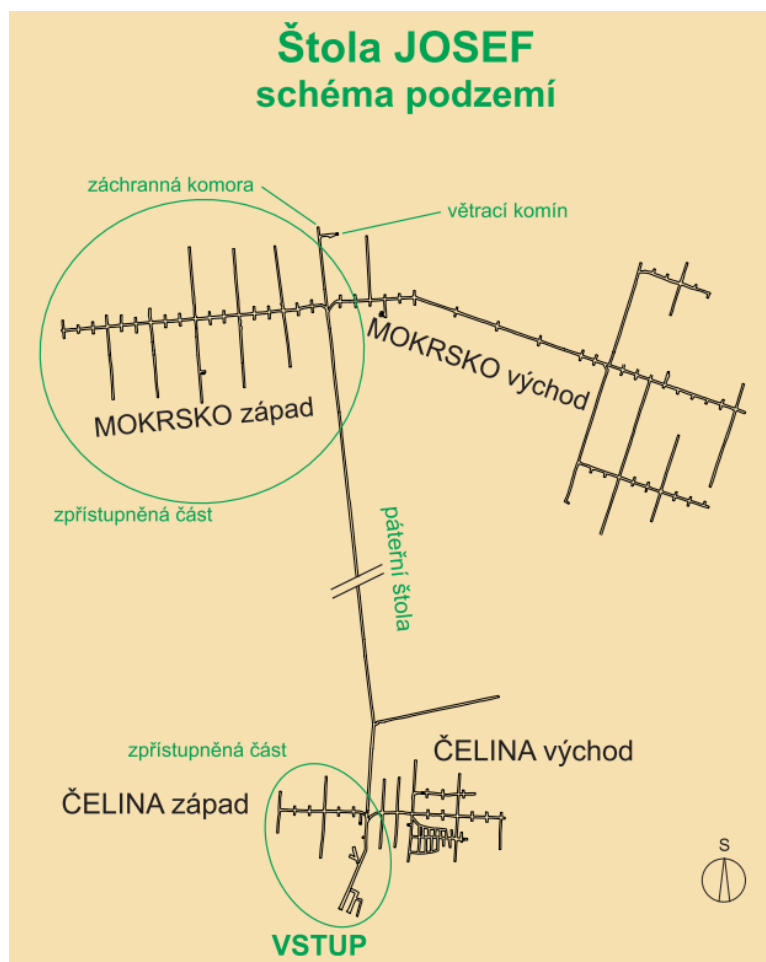 Štola JOSEF
schéma podzemí
záchranná komora
větrací komín
MOKRSKO západ
MOKRSKO východ
zpřístupněná část
páteřní štola
zpřístupněná část
ČELINA východ
ČELINA západ
S
VSTUP